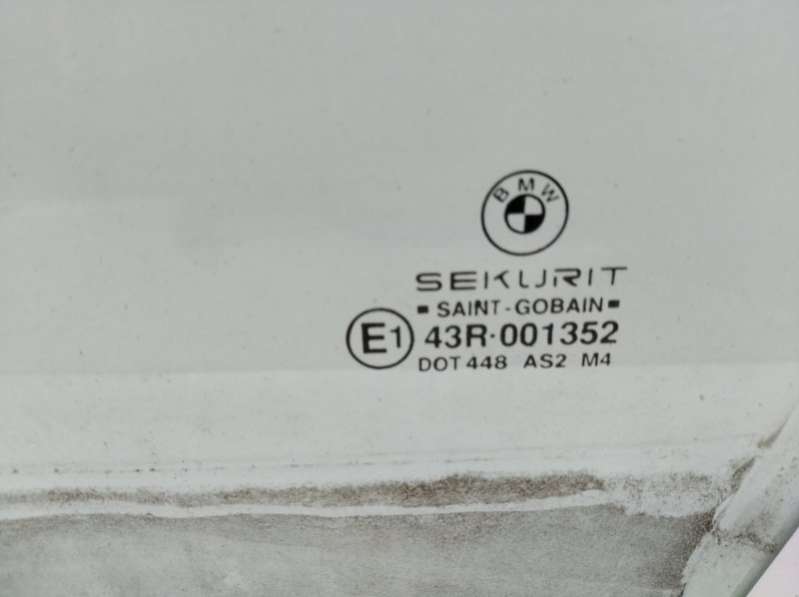 BMW
SEKURIT
SAINT-GOBAIN
E1 43R·001352
DOT 448 AS2 M4